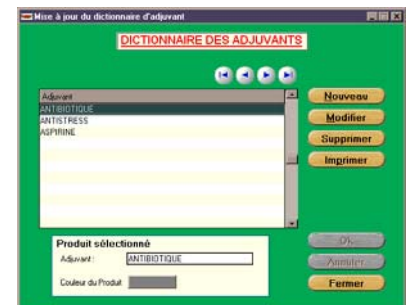 Mise à jour du dictionnaire d'adjuvant
DICTIONNAIRE DES ADJUVANTS
Adjuvant
ANTIBIOTIQUE
ANTISTRESS
ASPIRINE
Nouveau
Modifier
Supprimer
Imprimer
Produit sélectionné
Adjuvant : ANTIBIOTIQUE
Couleur du Produit
Ok
Annuler
Fermer